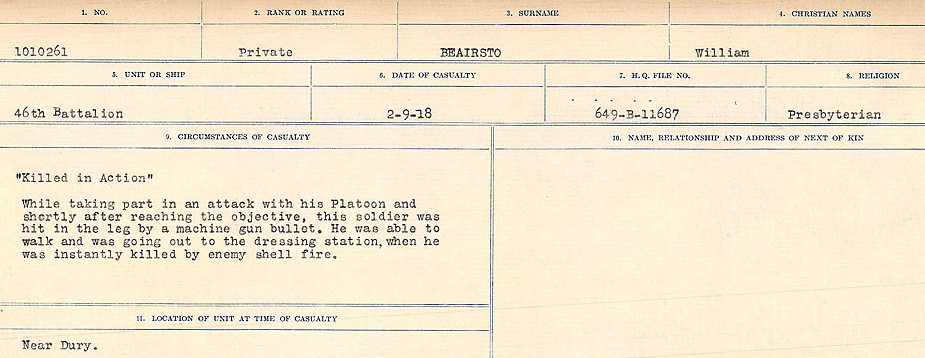 1. NO. 2. RANK OR RATING 3. SURNAME 4. CHRISTIAN NAMES
1010261 Private BEAIRSTO William
5. UNIT OR SHIP 6. DATE OF CASUALTY 7. H.Q. FILE NO. 8. RELIGION
46th Battalion 2-9-18 649-B-11687 Presbyterian
9. CIRCUMSTANCES OF CASUALTY 10. NAME, RELATIONSHIP AND ADDRESS OF NEXT OF KIN
"Killed in Action"
While taking part in an attack with his Platoon and
shortly after reaching the objective, this soldier was
hit in the leg by a machine gun bullet. He was able to
walk and was going out to the dressing station, when he
was instantly killed by enemy shell fire.
11. LOCATION OF UNIT AT TIME OF CASUALTY
Near Dury.